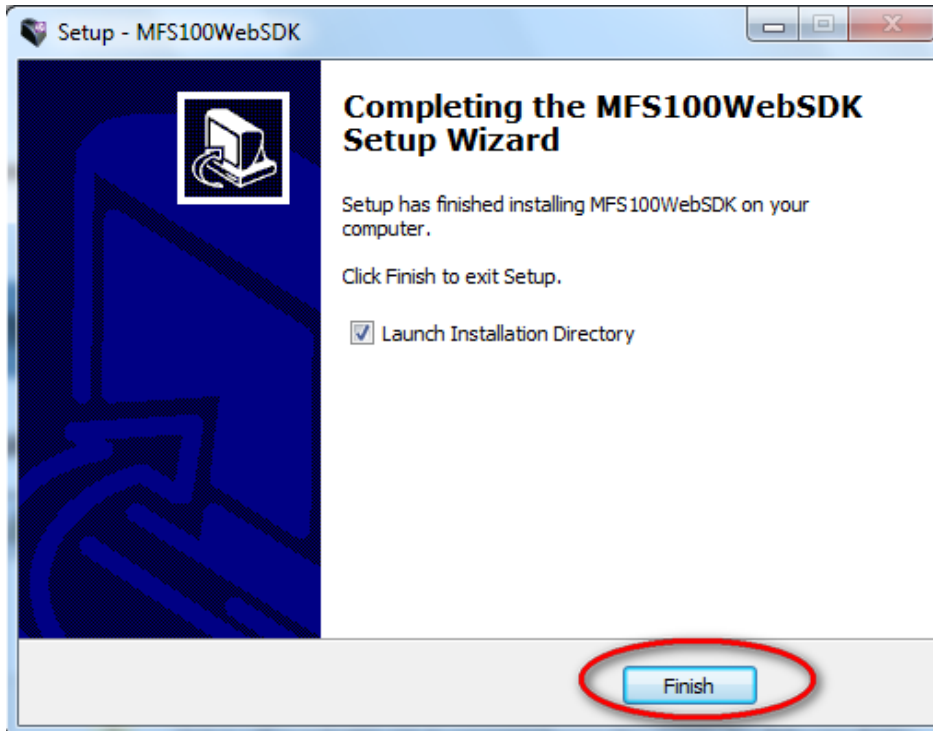 Setup - MFS100WebSDK
Completing the MFS100WebSDK
Setup Wizard
Setup has finished installing MFS100WebSDK on your
computer.
Click Finish to exit Setup.
Launch Installation Directory
Finish